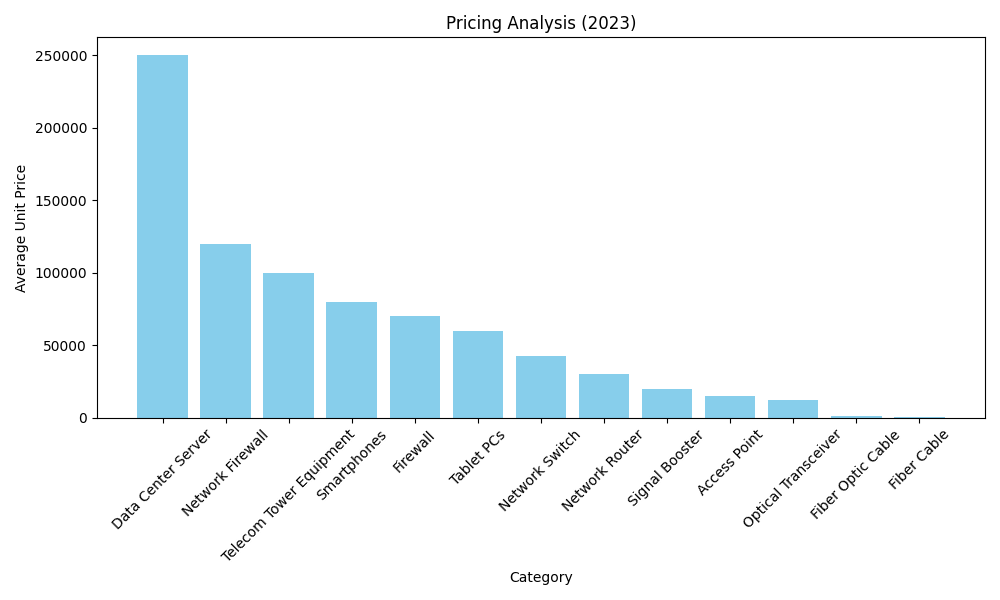 Pricing Analysis (2023)
Average Unit Price
250000
200000
150000
100000
50000
0
Data Center Server
Network Firewall
Telecom Tower Equipment
Smartphones
Firewall
Tablet PCs
Network Switch
Network Router
Signal Booster
Access Point
Optical Transceiver
Fiber Optic Cable
Fiber Cable
Category